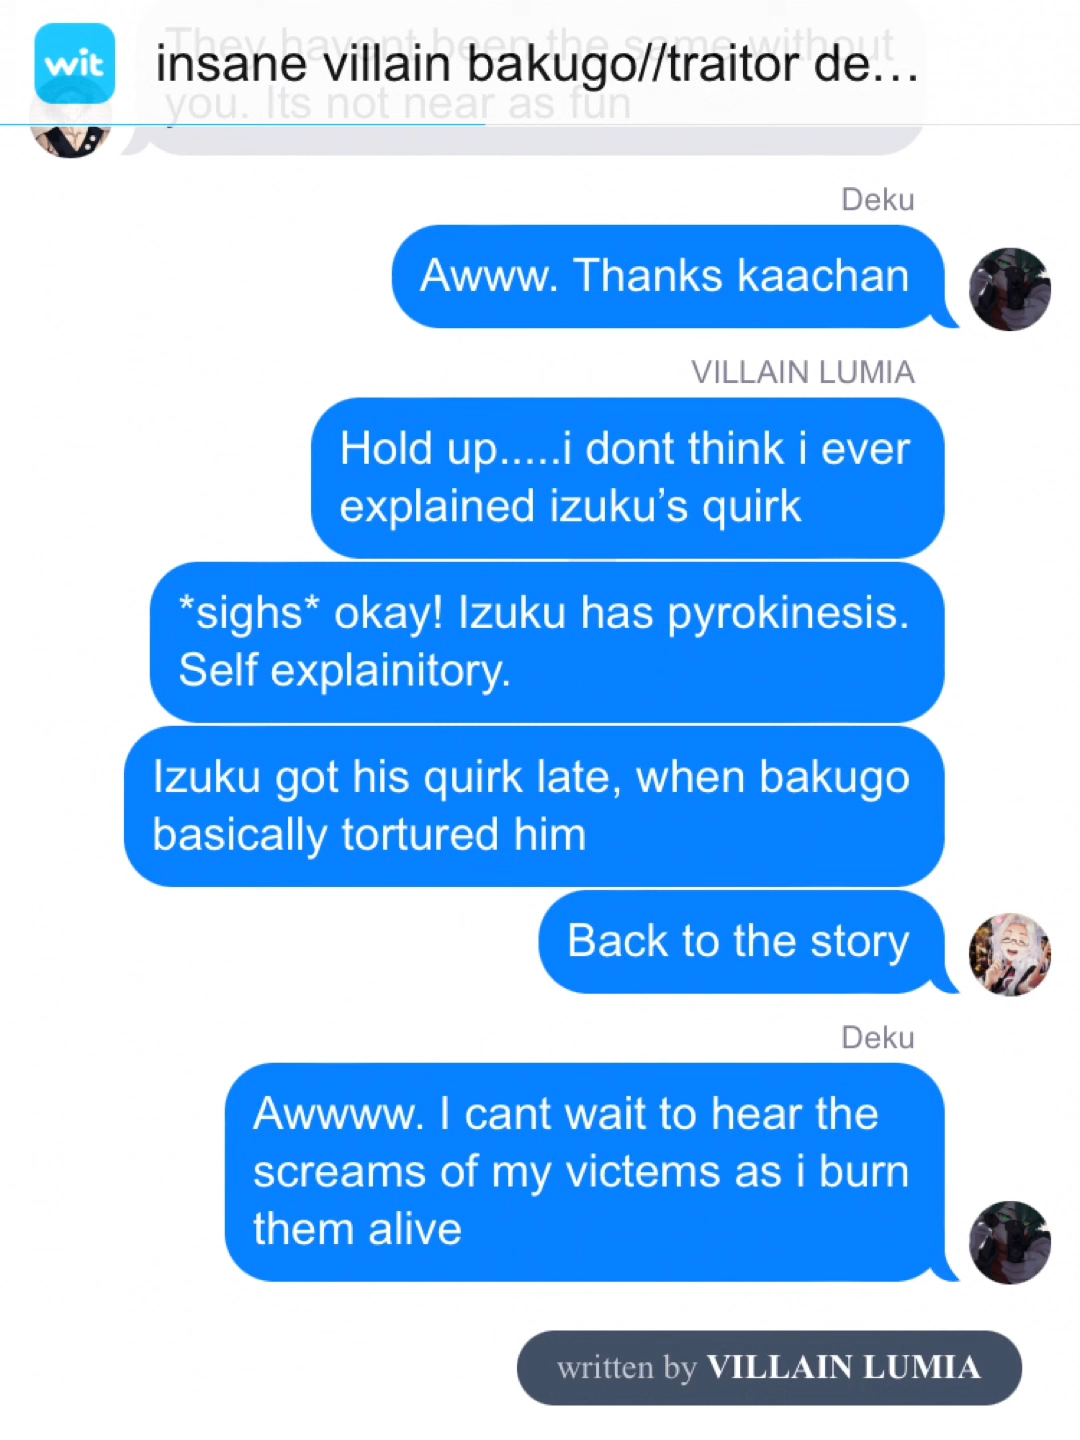 wit
insane villain bakugo//traitor de...
They havent been the same without
you. Its not near as fun
Deku
Awww. Thanks kaachan
VILLAIN LUMIA
Hold up.....i dont think i ever
explained izuku’s quirk
*sighs* okay! Izuku has pyrokinesis.
Self explainitory.
Izuku got his quirk late, when bakugo
basically tortured him
Back to the story
Deku
Awwww. I cant wait to hear the
screams of my victems as i burn
them alive
written by VILLAIN LUMIA